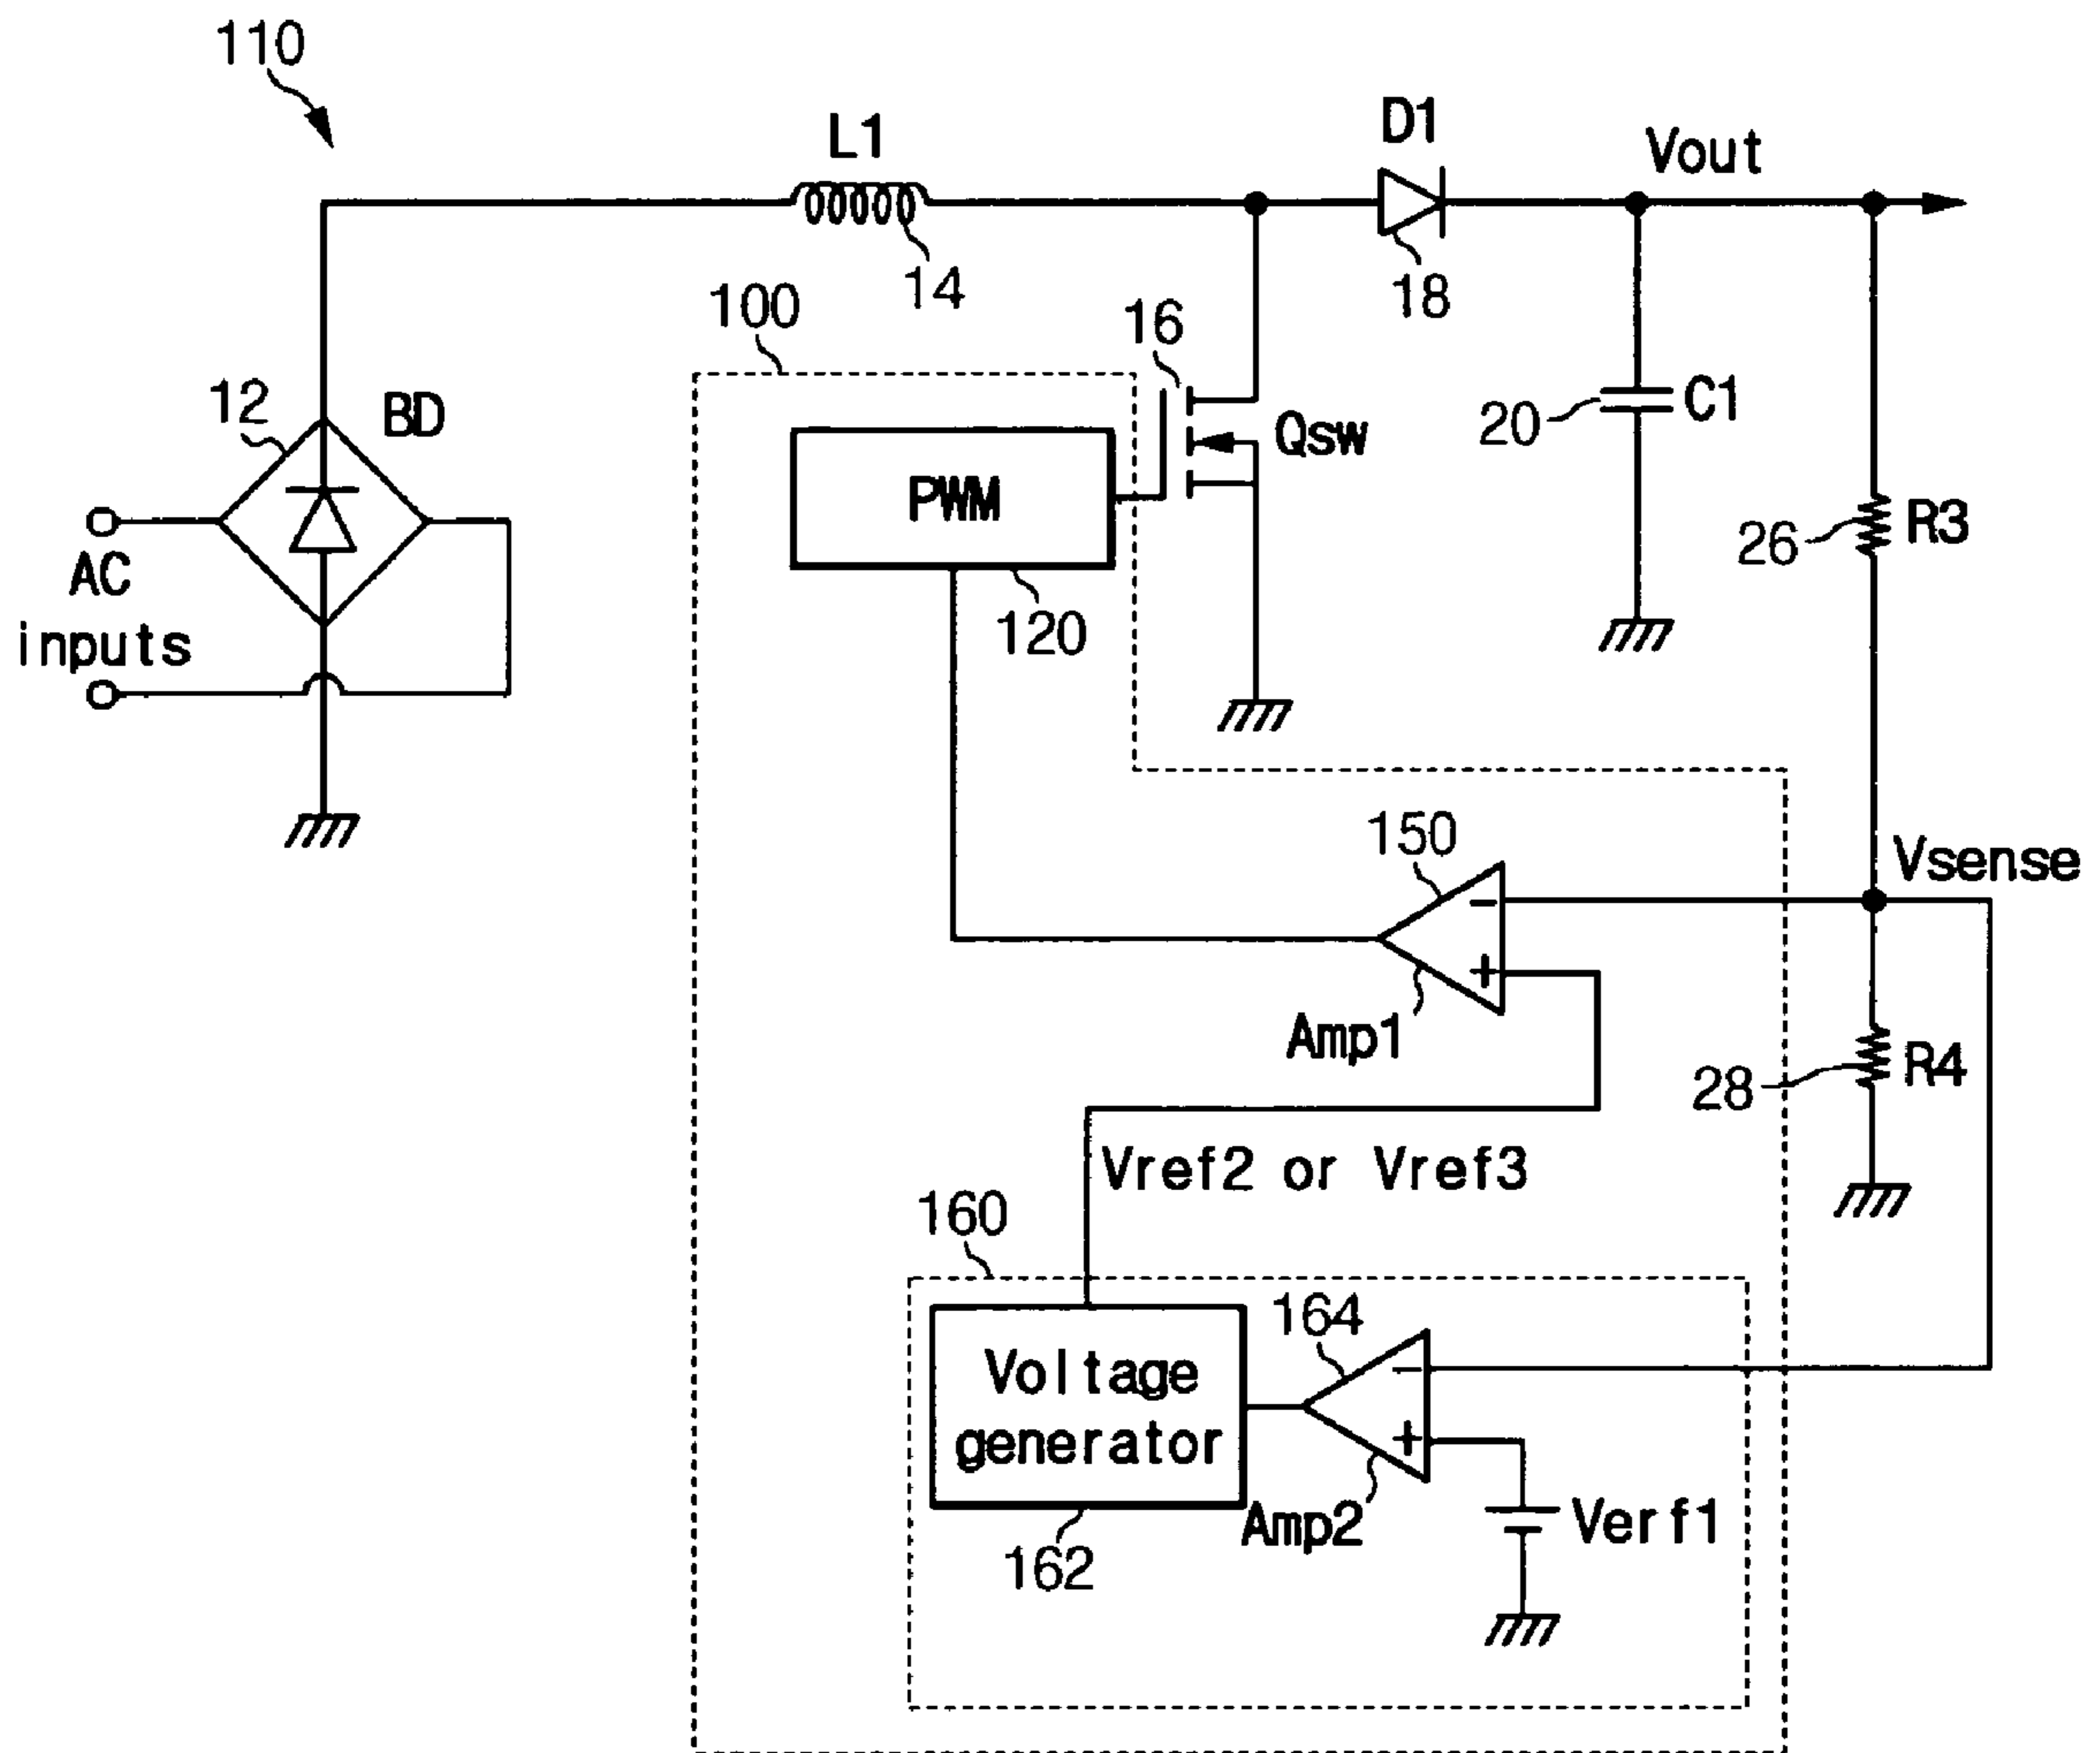 110
L1
D1
Vout
14
18
100
16
12
BD
Qsw
20
C1
PWM
AC
inputs
26
R3
120
150
Vsense
-
+
Amp1
28
R4
Vref2 or Vref3
160
164
Voltage
generator
-
+
Amp2
Verf1
162